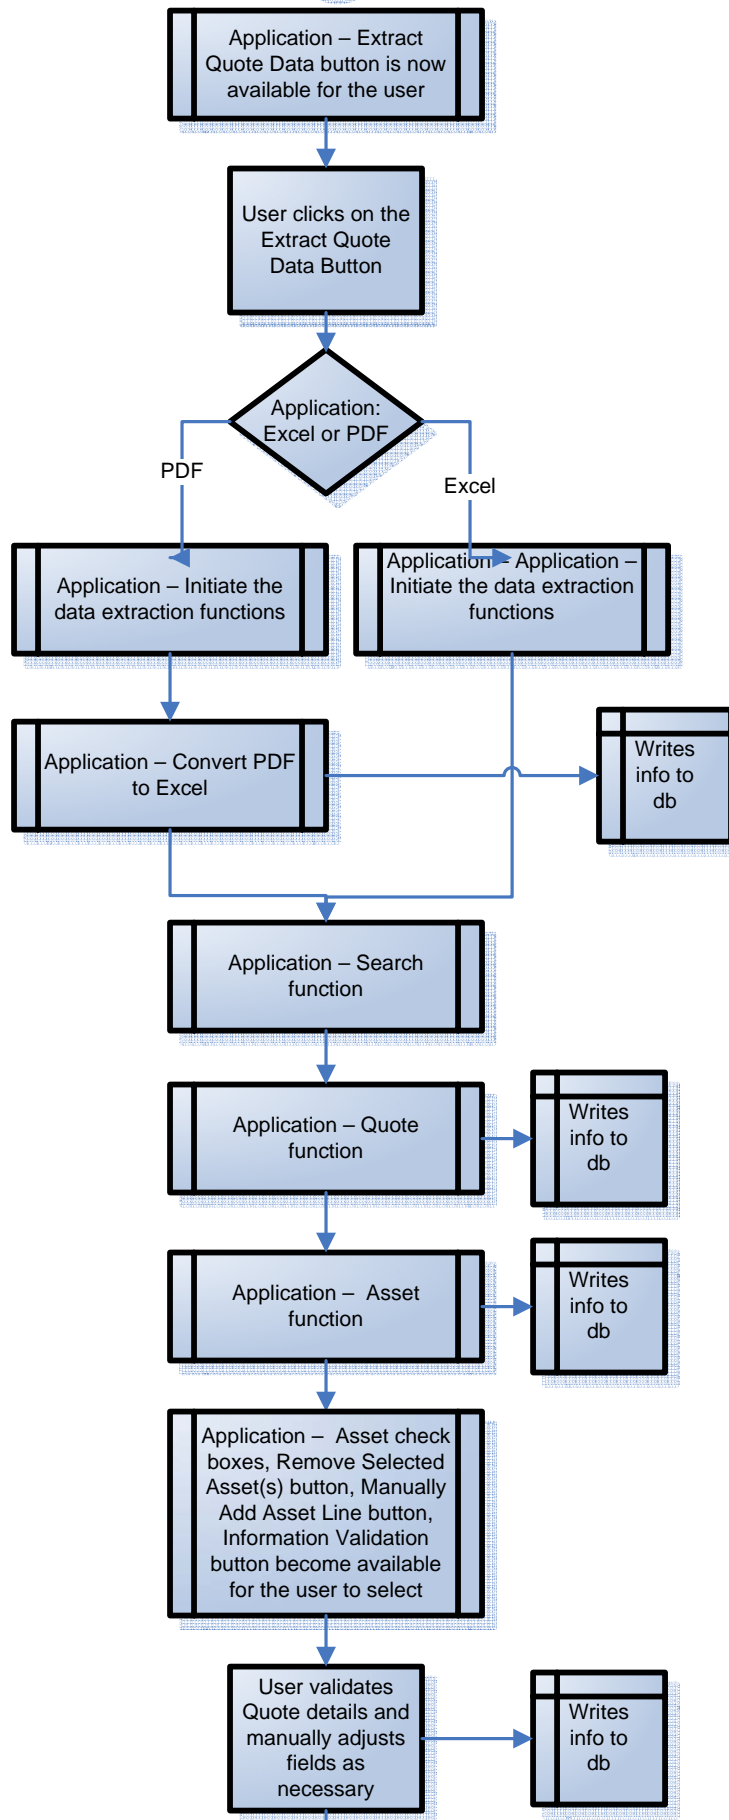 Application – Extract
Quote Data button is now
available for the user
User clicks on the
Extract Quote
Data Button
Application:
Excel or PDF
PDF
Excel
Application – Initiate the
data extraction functions
Application – Application –
Initiate the data extraction
functions
Application – Convert PDF
to Excel
Writes
info to
db
Application – Search
function
Application – Quote
function
Writes
info to
db
Application –  Asset
function
Writes
info to
db
Application –  Asset check
boxes, Remove Selected
Asset(s) button, Manually
Add Asset Line button,
Information Validation
button become available
for the user to select
User validates
Quote details and
manually adjusts
fields as
necessary
Writes
info to
db